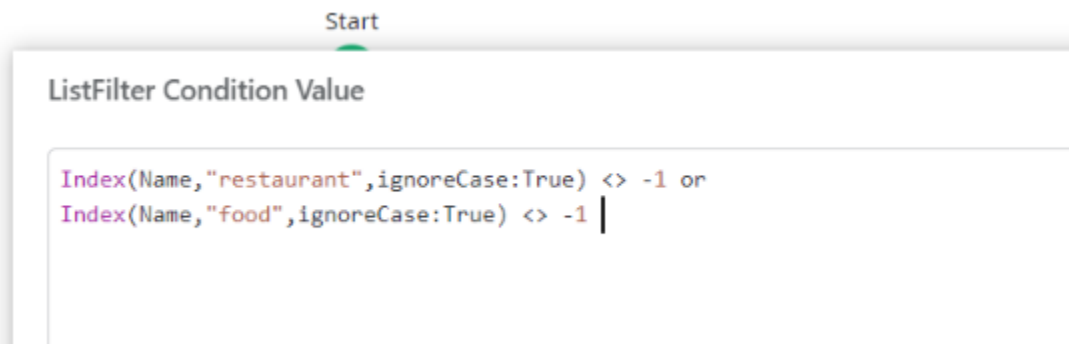 Start
ListFilter Condition Value
Index(Name,"restaurant",ignoreCase:True) <> -1 or
Index(Name,"food",ignoreCase:True) <> -1